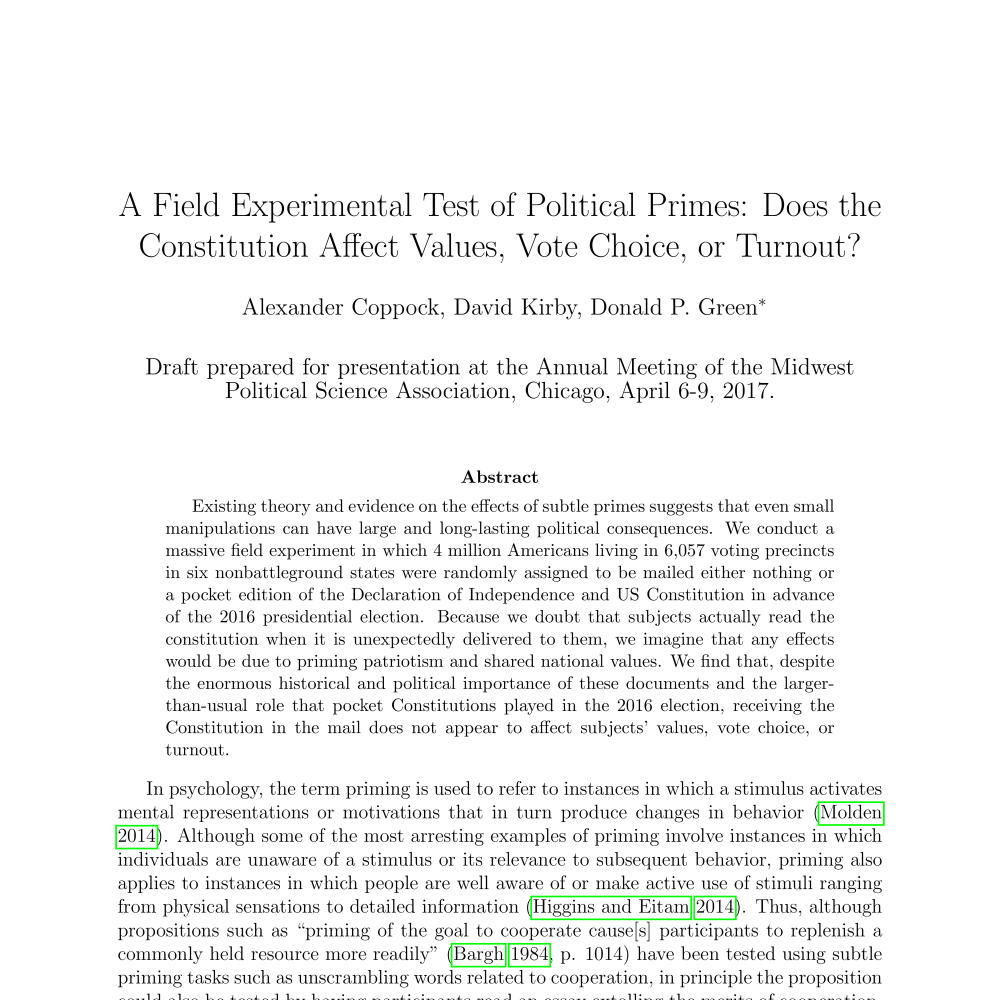 A Field Experimental Test of Political Primes: Does the
Constitution Affect Values, Vote Choice, or Turnout?
Alexander Coppock, David Kirby, Donald P. Green*
Draft prepared for presentation at the Annual Meeting of the Midwest
Political Science Association, Chicago, April 6-9, 2017.
Abstract
Existing theory and evidence on the effects of subtle primes suggests that even small
manipulations can have large and long-lasting political consequences. We conduct a
massive field experiment in which 4 million Americans living in 6,057 voting precincts
in six nonbattleground states were randomly assigned to be mailed either nothing or
a pocket edition of the Declaration of Independence and US Constitution in advance
of the 2016 presidential election. Because we doubt that subjects actually read the
constitution when it is unexpectedly delivered to them, we imagine that any effects
would be due to priming patriotism and shared national values. We find that, despite
the enormous historical and political importance of these documents and the larger-
than-usual role that pocket Constitutions played in the 2016 election, receiving the
Constitution in the mail does not appear to affect subjects' values, vote choice, or
turnout.
In psychology, the term priming is used to refer to instances in which a stimulus activates
mental representations or motivations that in turn produce changes in behavior (Molden
2014). Although some of the most arresting examples of priming involve instances in which
individuals are unaware of a stimulus or its relevance to subsequent behavior, priming also
applies to instances in which people are well aware of or make active use of stimuli ranging
from physical sensations to detailed information (Higgins and Eitam 2014). Thus, although
propositions such as “priming of the goal to cooperate cause[s] participants to replenish a
commonly held resource more readily” (Bargh 1984, p. 1014) have been tested using subtle
priming tasks such as unscrambling words related to cooperation, in principle the proposition
could also be tested by having participants read an essay extolling the merits of cooperation